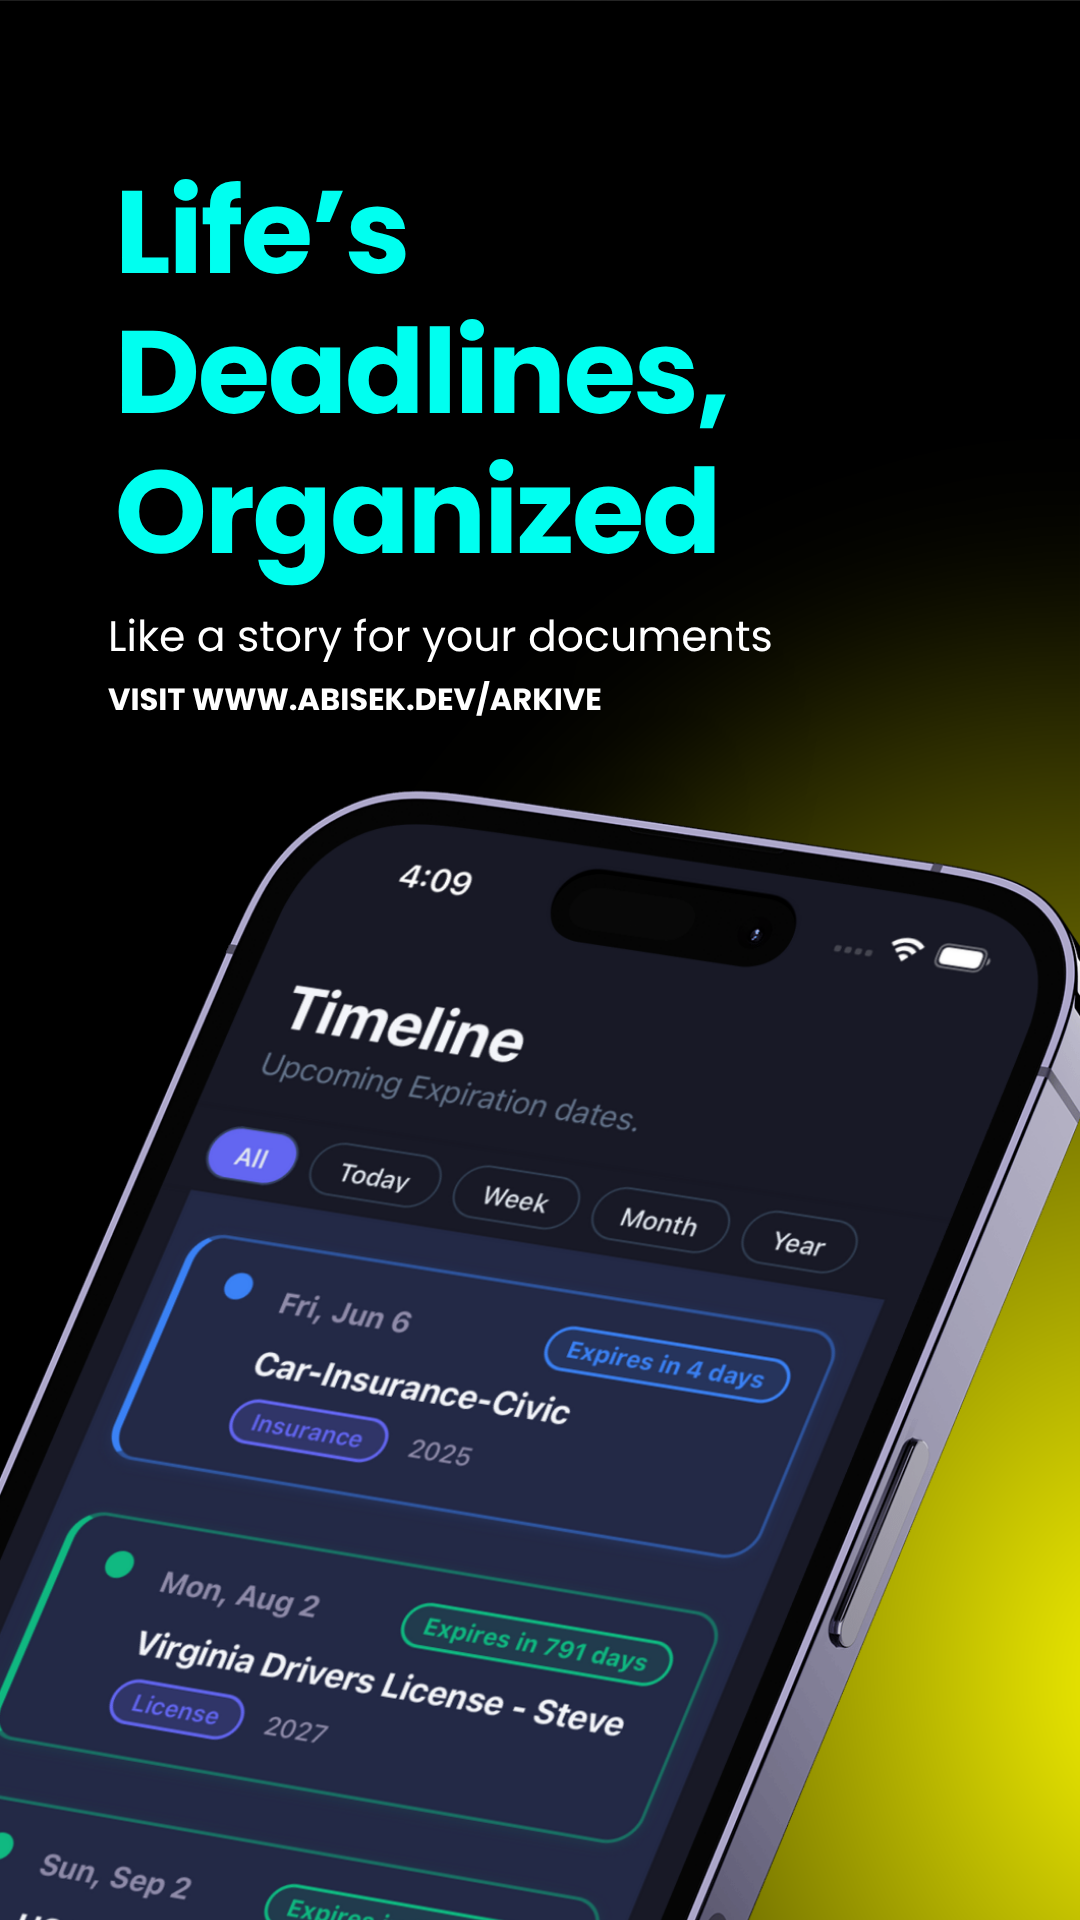 Life’s
Deadlines,
Organized
Like a story for your documents
VISIT WWW.ABISEK.DEV/ARKIVE
4:09
Timeline
Upcoming Expiration dates.
All Today Week Month Year
Fri, Jun 6
Expires in 4 days
Car-Insurance-Civic
Insurance 2025
Mon, Aug 2
Expires in 791 days
Virginia Drivers License - Steve
License 2027
Sun, Sep 2
Expires